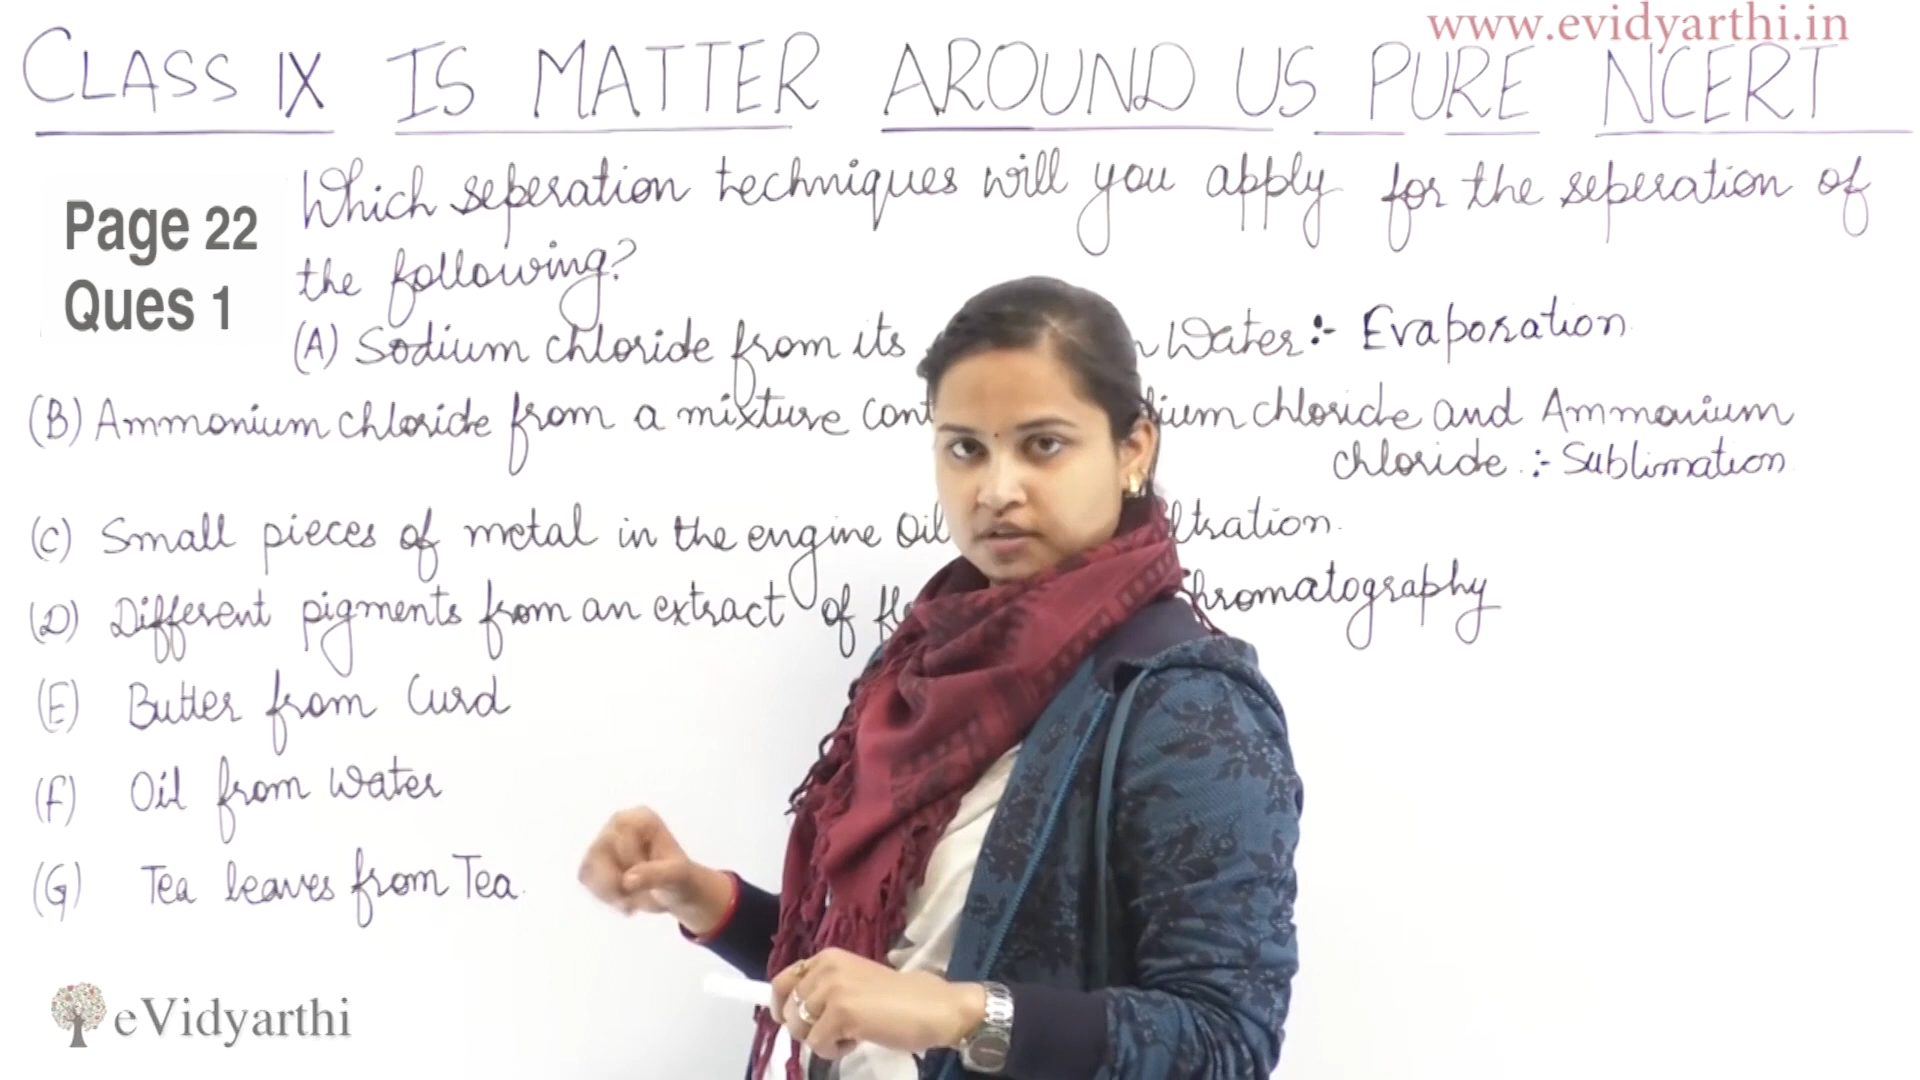 www.evidyarthi.in
CLASS IX IS MATTER AROUND US PURE NCERT
Page 22
Ques 1
Which seperation techniques will you apply for the seperation of
the following?
(A) Sodium chloride from its Water:- Evaporation
(B) Ammonium chloride from a mixture chloride and Ammonium
chloride :- Sublimation
(C) Small pieces of metal in the engine Oil
(D) Different pigments from an extract of
(E) Butter from Curd
(F) Oil from Water
(G) Tea leaves from Tea.
eVidyarthi